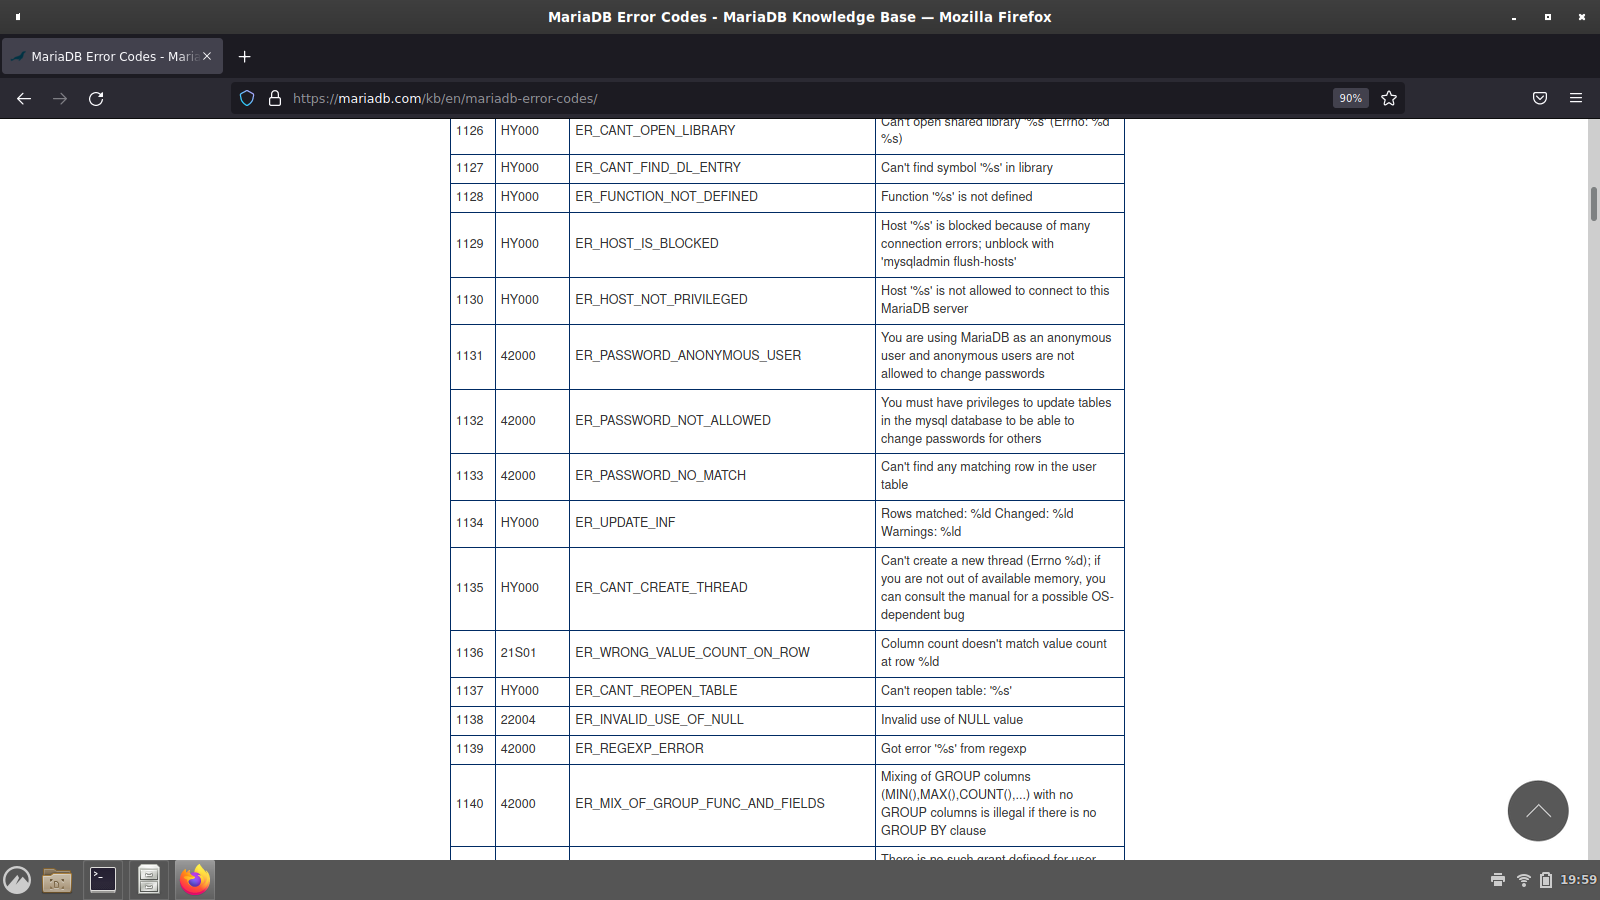 MariaDB Error Codes - MariaDB Knowledge Base — Mozilla Firefox
MariaDB Error Codes - Maria
https://mariadb.com/kb/en/mariadb-error-codes/
90%
1126 HY000 ER_CANT_OPEN_LIBRARY Can't open shared library '%s' (Errno: %d
%s)
1127 HY000 ER_CANT_FIND_DL_ENTRY Can't find symbol '%s' in library
1128 HY000 ER_FUNCTION_NOT_DEFINED Function '%s' is not defined
1129 HY000 ER_HOST_IS_BLOCKED Host '%s' is blocked because of many
connection errors; unblock with
'mysqladmin flush-hosts'
1130 HY000 ER_HOST_NOT_PRIVILEGED Host '%s' is not allowed to connect to this
MariaDB server
1131 42000 ER_PASSWORD_ANONYMOUS_USER You are using MariaDB as an anonymous
user and anonymous users are not
allowed to change passwords
1132 42000 ER_PASSWORD_NOT_ALLOWED You must have privileges to update tables
in the mysql database to be able to
change passwords for others
1133 42000 ER_PASSWORD_NO_MATCH Can't find any matching row in the user
table
1134 HY000 ER_UPDATE_INF Rows matched: %ld Changed: %ld
Warnings: %ld
1135 HY000 ER_CANT_CREATE_THREAD Can't create a new thread (Errno %d); if
you are not out of available memory, you
can consult the manual for a possible OS-
dependent bug
1136 21S01 ER_WRONG_VALUE_COUNT_ON_ROW Column count doesn't match value count
at row %ld
1137 HY000 ER_CANT_REOPEN_TABLE Can't reopen table: '%s'
1138 22004 ER_INVALID_USE_OF_NULL Invalid use of NULL value
1139 42000 ER_REGEXP_ERROR Got error '%s' from regexp
1140 42000 ER_MIX_OF_GROUP_FUNC_AND_FIELDS Mixing of GROUP columns
(MIN(),MAX(),COUNT(),...) with no
GROUP columns is illegal if there is no
GROUP BY clause
There is no such grant defined for user
19:59